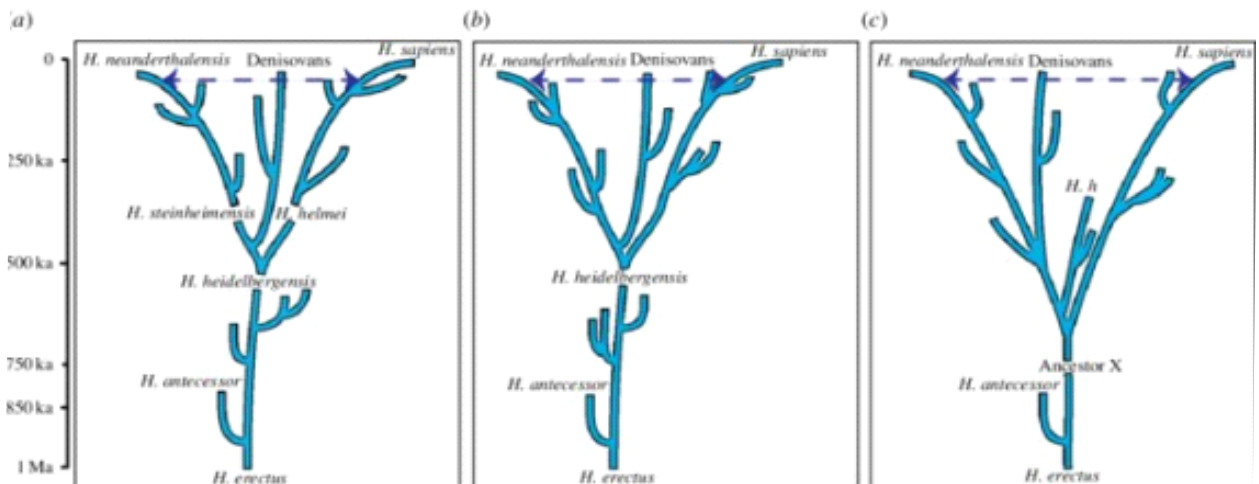 (a)
(b)
(c)
0
250 ka
500 ka
750 ka
850 ka
1 Ma
H. neanderthalensis
Denisovans
H. sapiens
H. steinheimensis
H. helmei
H. heidelbergensis
H. antecessor
H. erectus
H. neanderthalensis
Denisovans
H. sapiens
H. heidelbergensis
H. antecessor
H. erectus
H. neanderthalensis
Denisovans
H. sapiens
H. h
Ancestor X
H. antecessor
H. erectus